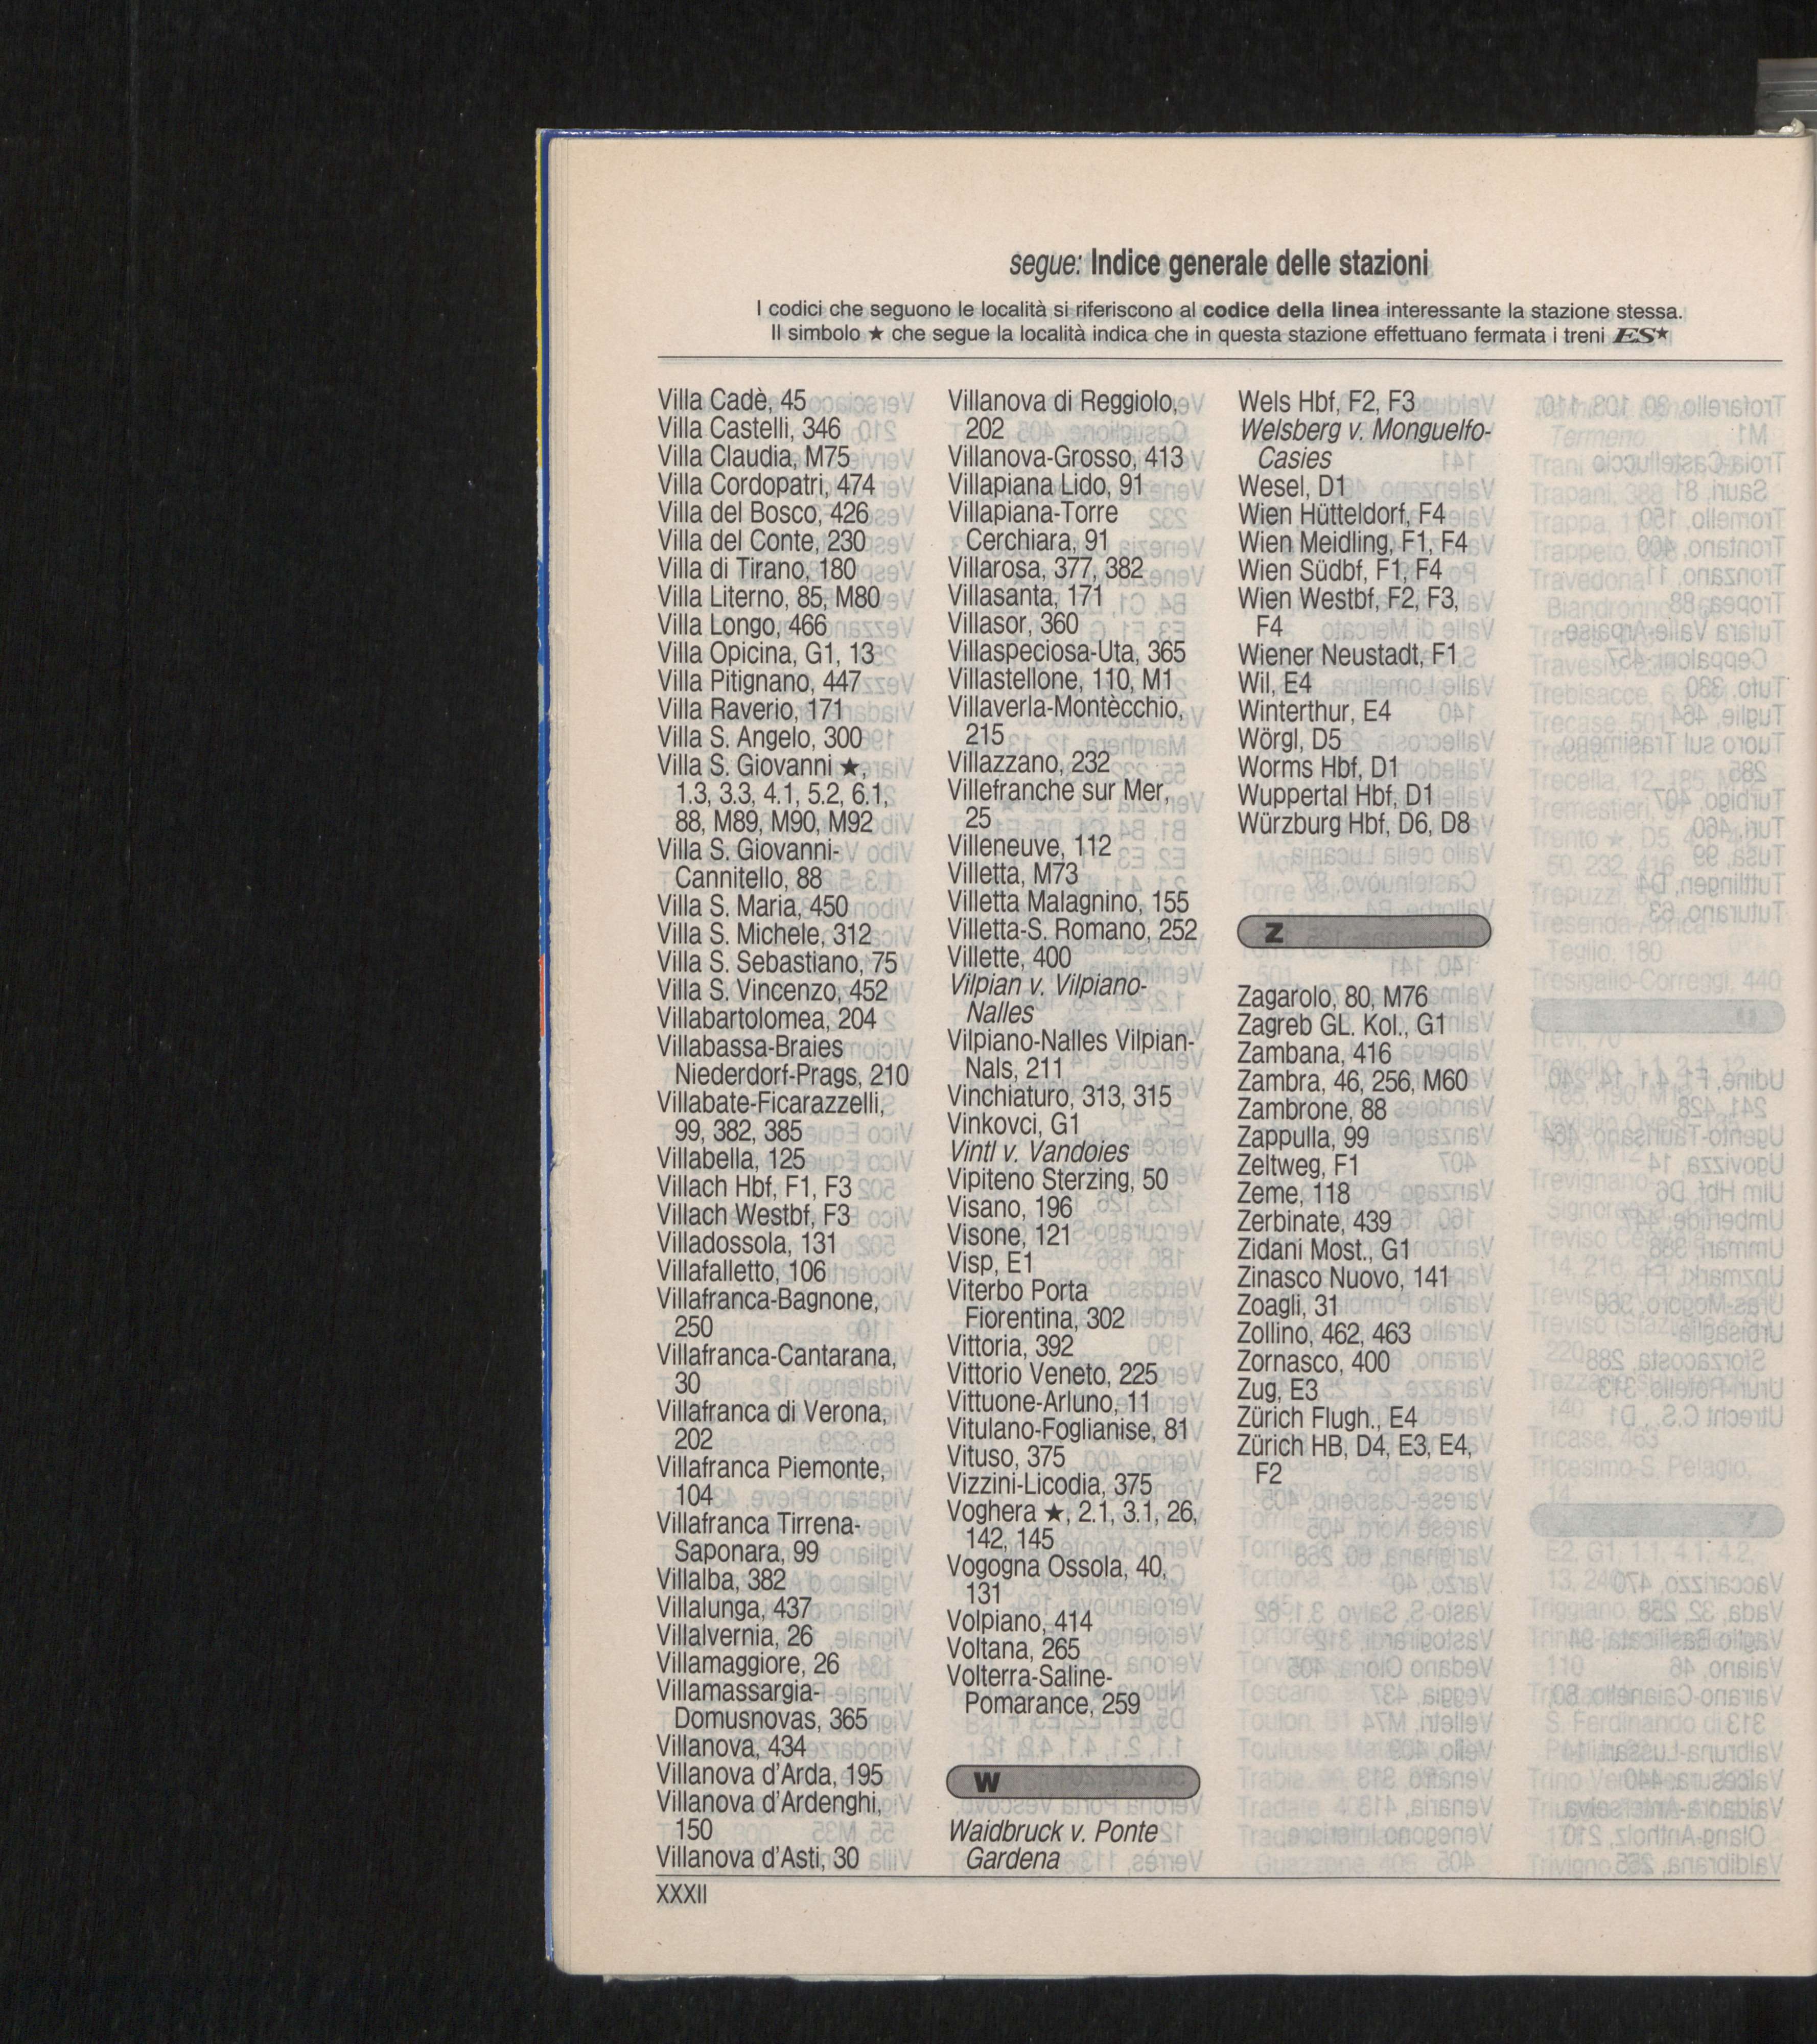 segue: Indice generale delle stazioni
I codici che seguono le località si riferiscono al codice della linea interessante la stazione stessa.
Il simbolo ★ che segue la località indica che in questa stazione effettuano fermata i treni ES★
Villa Cadè, 45
Villa Castelli, 346
Villa Claudia, M75
Villa Cordopatri, 474
Villa del Bosco, 426
Villa del Conte, 230
Villa di Tirano, 180
Villa Literno, 85, M80
Villa Longo, 466
Villa Opicina, G1, 13
Villa Pitignano, 447
Villa Raverio, 171
Villa S. Angelo, 300
Villa S. Giovanni ★,
1.3, 3.3, 4.1, 5.2, 6.1,
88, M89, M90, M92
Villa S. Giovanni-
Cannitello, 88
Villa S. Maria, 450
Villa S. Michele, 312
Villa S. Sebastiano, 75
Villa S. Vincenzo, 452
Villabartolomea, 204
Villabassa-Braies
Niederdorf-Prags, 210
Villabate-Ficarazzelli,
99, 382, 385
Villabella, 125
Villach Hbf, F1, F3
Villach Westbf, F3
Villadossola, 131
Villafalletto, 106
Villafranca-Bagnone,
250
Villafranca-Cantarana,
30
Villafranca di Verona,
202
Villafranca Piemonte,
104
Villafranca Tirrena-
Saponara, 99
Villalba, 382
Villalunga, 437
Villalvernia, 26
Villamaggiore, 26
Villamassargia-
Domusnovas, 365
Villanova, 434
Villanova d'Arda, 195
Villanova d'Ardenghi,
150
Villanova d'Asti, 30
Villanova di Reggiolo,
202
Villanova-Grosso, 413
Villapiana Lido, 91
Villapiana-Torre
Cerchiara, 91
Villarosa, 377, 382
Villasanta, 171
Villasor, 360
Villaspeciosa-Uta, 365
Villastellone, 110, M1
Villaverla-Montècchio,
215
Villazzano, 232
Villefranche sur Mer,
25
Villeneuve, 112
Villetta, M73
Villetta Malagnino, 155
Villetta-S. Romano, 252
Villette, 400
Vilpian v. Vilpiano-
Nalles
Vilpiano-Nalles Vilpian-
Nals, 211
Vinchiaturo, 313, 315
Vinkovci, G1
Vintl v. Vandoies
Vipiteno Sterzing, 50
Visano, 196
Visone, 121
Visp, E1
Viterbo Porta
Fiorentina, 302
Vittoria, 392
Vittorio Veneto, 225
Vittuone-Arluno, 11
Vitulano-Foglianise, 81
Vituso, 375
Vizzini-Licodia, 375
Voghera ★, 2.1, 3.1, 26,
142, 145
Vogogna Ossola, 40,
131
Volpiano, 414
Voltana, 265
Volterra-Saline-
Pomarance, 259
W
Waidbruck v. Ponte
Gardena
Wels Hbf, F2, F3
Welsberg v. Monguelfo-
Casies
Wesel, D1
Wien Hütteldorf, F4
Wien Meidling, F1, F4
Wien Südbf, F1, F4
Wien Westbf, F2, F3,
F4
Wiener Neustadt, F1
Wil, E4
Winterthur, E4
Wörgl, D5
Worms Hbf, D1
Wuppertal Hbf, D1
Würzburg Hbf, D6, D8
Z
Zagarolo, 80, M76
Zagreb GL. Kol., G1
Zambana, 416
Zambra, 46, 256, M60
Zambrone, 88
Zappulla, 99
Zeltweg, F1
Zeme, 118
Zerbinate, 439
Zidani Most., G1
Zinasco Nuovo, 141
Zoagli, 31
Zollino, 462, 463
Zornasco, 400
Zug, E3
Zürich Flugh., E4
Zürich HB, D4, E3, E4,
F2
XXXII